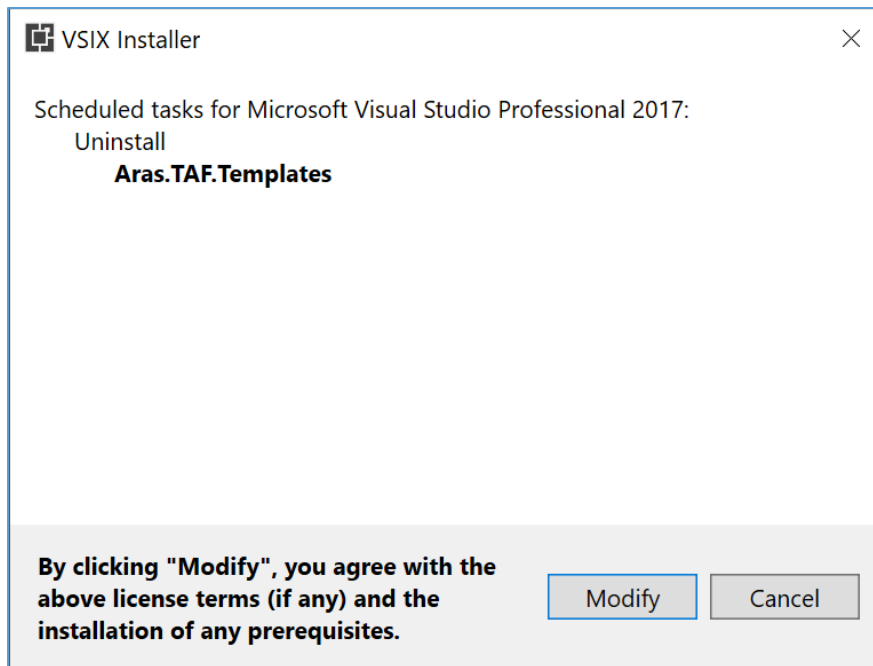 VSIX Installer
Scheduled tasks for Microsoft Visual Studio Professional 2017:
Uninstall
Aras.TAF.Templates
By clicking "Modify", you agree with the
above license terms (if any) and the
installation of any prerequisites.
Modify
Cancel